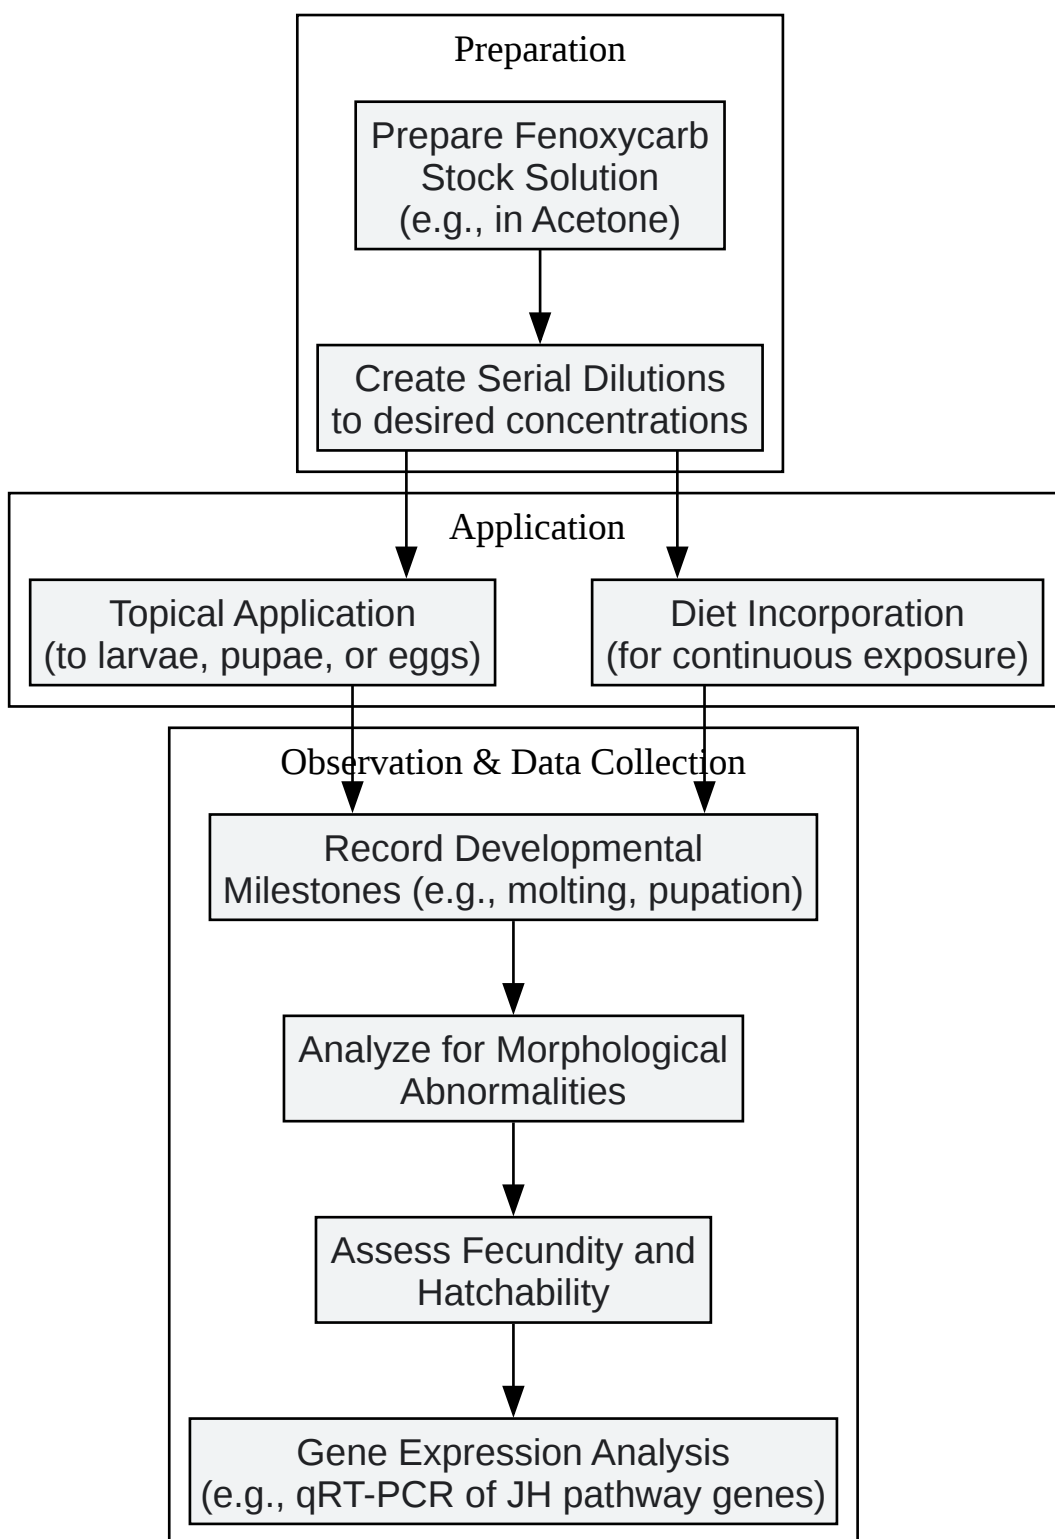 Preparation
Prepare Fenoxycarb
Stock Solution
(e.g., in Acetone)
Create Serial Dilutions
to desired concentrations
Application
Topical Application
(to larvae, pupae, or eggs)
Diet Incorporation
(for continuous exposure)
Observation & Data Collection
Record Developmental
Milestones (e.g., molting, pupation)
Analyze for Morphological
Abnormalities
Assess Fecundity and
Hatchability
Gene Expression Analysis
(e.g., qRT-PCR of JH pathway genes)